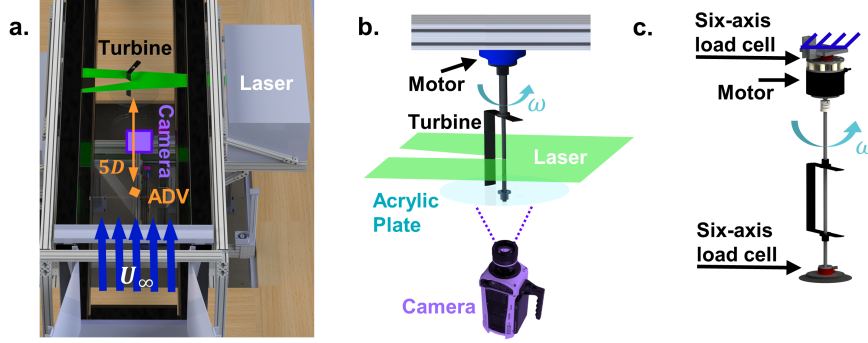 a.
Turbine
Laser
Camera
5D
ADV
U∞
b.
Motor
ω
Turbine
Laser
Acrylic
Plate
Camera
c.
Six-axis
load cell
Motor
ω
Six-axis
load cell